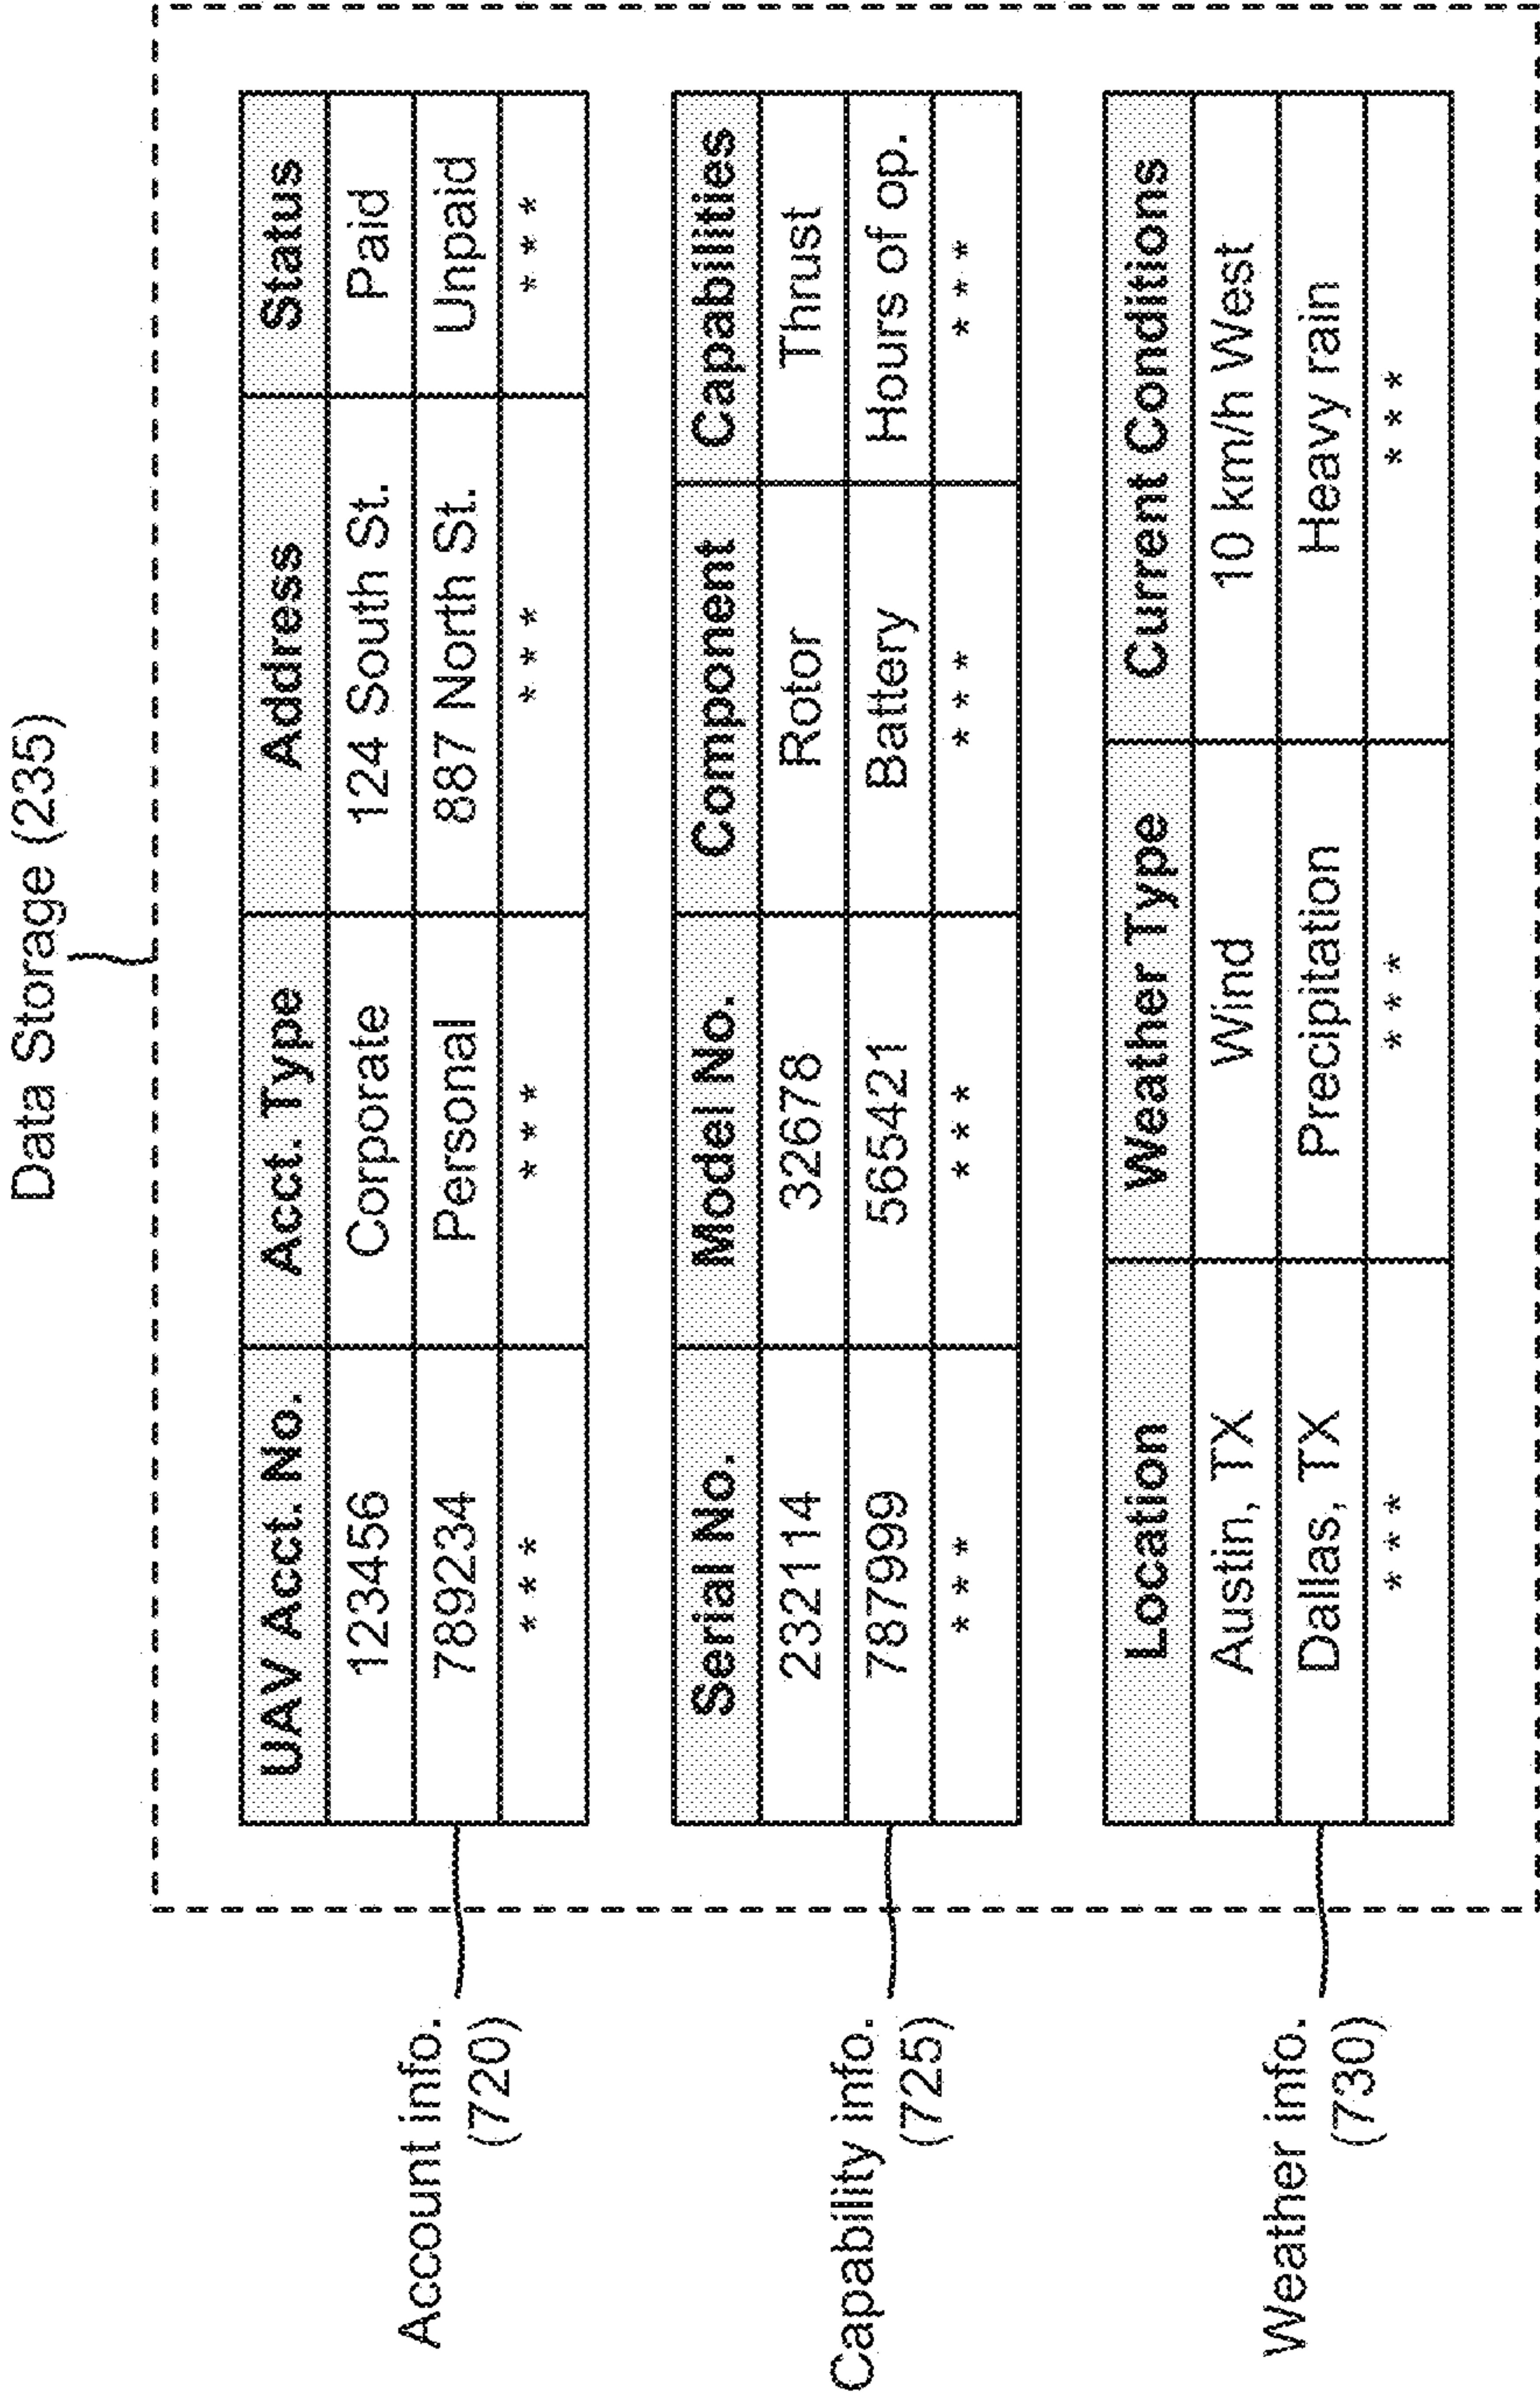 Data Storage (235)
Account info.
(720)
UAV Acct. No. Acct. Type Address Status
123456 Corporate 124 South St. Paid
789234 Personal 887 North St. Unpaid
* * * * * * * * * * * *
Capability info.
(725)
Serial No. Model No. Component Capabilities
232114 32678 Rotor Thrust
787999 565421 Battery Hours of op.
* * * * * * * * * * * *
Weather info.
(730)
Location Weather Type Current Conditions
Austin, TX Wind 10 km/h West
Dallas, TX Precipitation Heavy rain
* * * * * * * * *